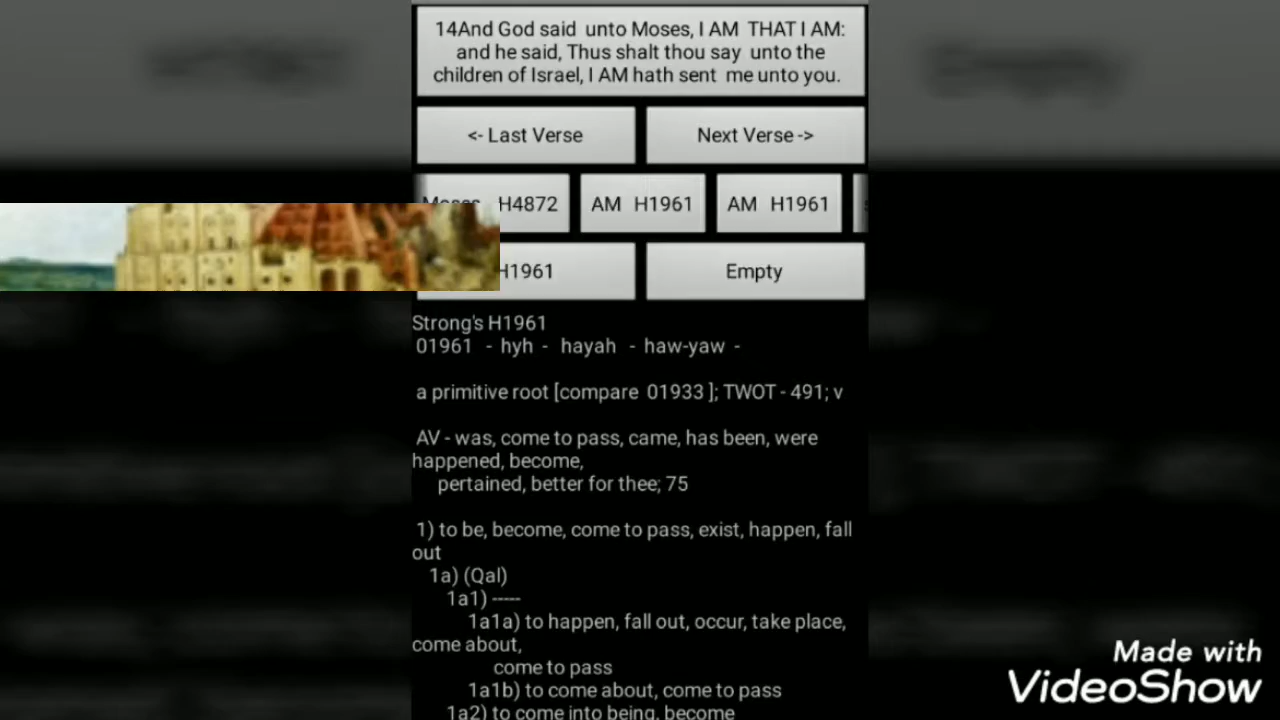 14And God said unto Moses, I AM THAT I AM:
and he said, Thus shalt thou say unto the
children of Israel, I AM hath sent me unto you.
<- Last Verse
Next Verse ->
Moses H4872
AM H1961
AM H1961
H1961
Empty
Strong's H1961
01961 - hyh - hayah - haw-yaw -
a primitive root [compare 01933 ]; TWOT - 491; v
AV - was, come to pass, came, has been, were
happened, become,
pertained, better for thee; 75
1) to be, become, come to pass, exist, happen, fall
out
1a) (Qal)
1a1) -----
1a1a) to happen, fall out, occur, take place,
come about,
come to pass
1a1b) to come about, come to pass
1a2) to come into being, become
Made with
VideoShow